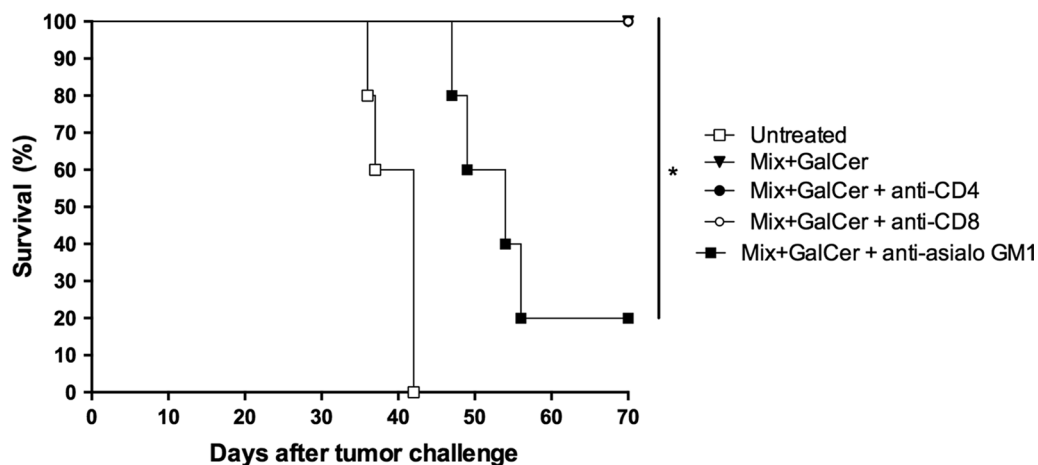 Survival (%)
100
90
80
70
60
50
40
30
20
10
0
0 10 20 30 40 50 60 70
Days after tumor challenge
*
Untreated
Mix+GalCer
Mix+GalCer + anti-CD4
Mix+GalCer + anti-CD8
Mix+GalCer + anti-asialo GM1